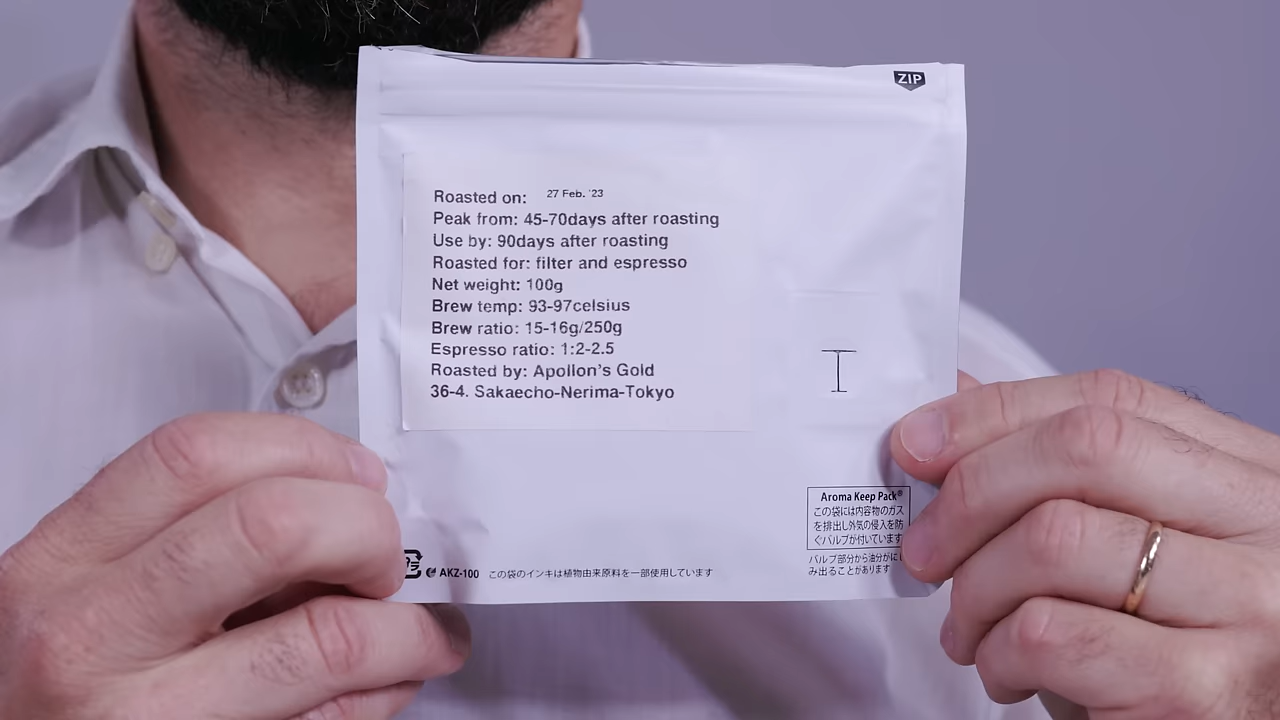 ZIP
Roasted on: 27 Feb. '23
Peak from: 45-70days after roasting
Use by: 90days after roasting
Roasted for: filter and espresso
Net weight: 100g
Brew temp: 93-97celsius
Brew ratio: 15-16g/250g
Espresso ratio: 1:2-2.5
Roasted by: Apollon's Gold
36-4. Sakaecho-Nerima-Tokyo
Aroma Keep Pack®
この袋には内容物のガス
を排出し外気の侵入を防
ぐバルブが付いています
バルブ部分から油分がに
み出ることがあります
プラ AKZ-100 この袋のインキは植物由来原料を一部使用しています